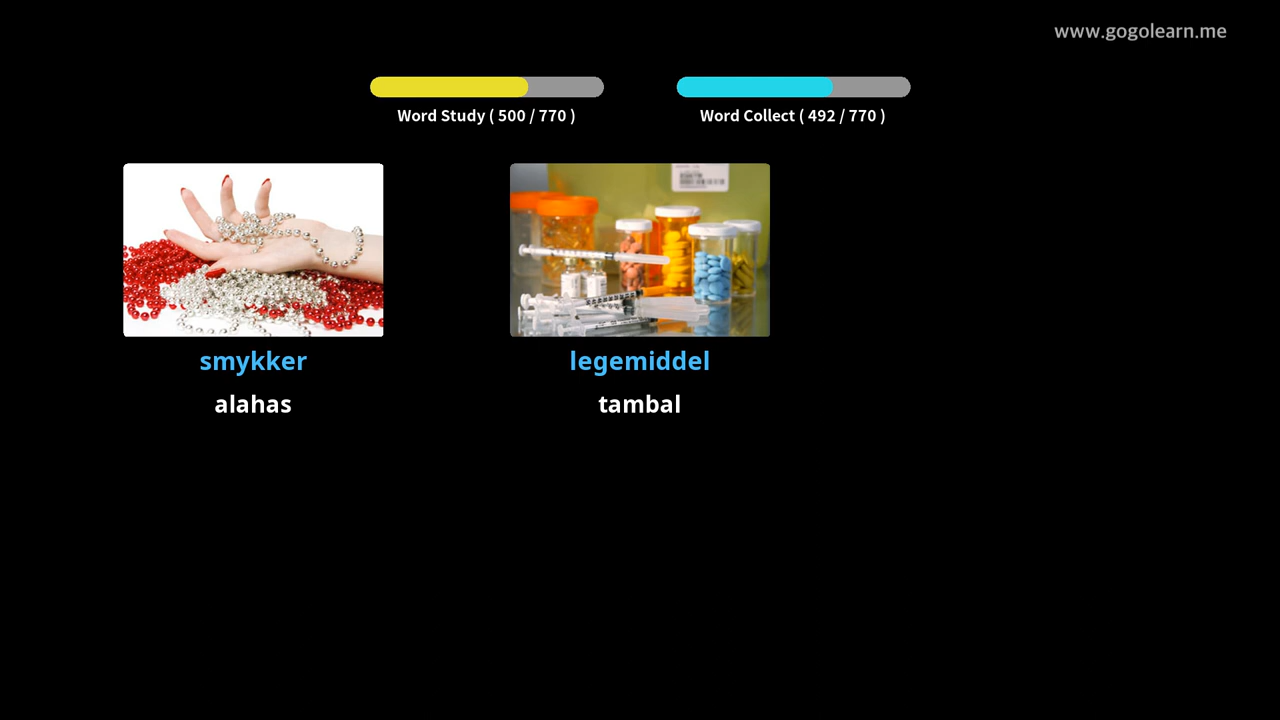 www.gogolearn.me
Word Study ( 500 / 770 )
Word Collect ( 492 / 770 )
smykker
legemiddel
alahas
tambal